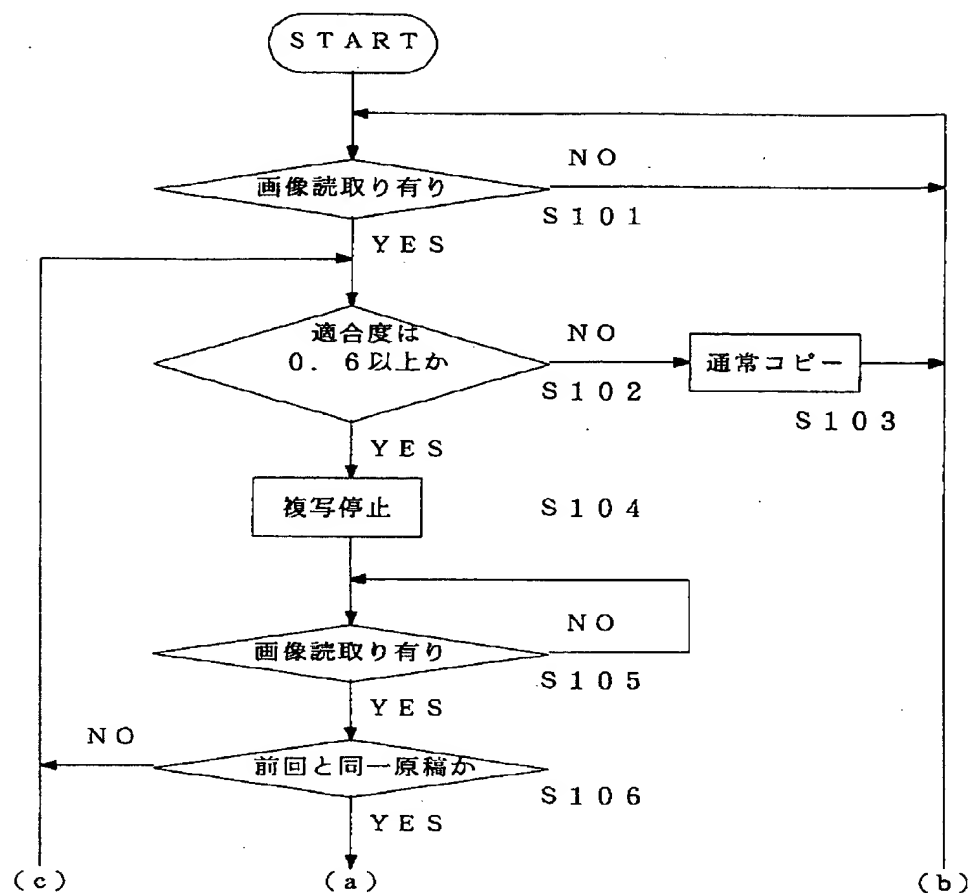 START
NO
画像読取り有り
S101
YES
適合度は
0.6以上か
NO
S102
通常コピー
S103
YES
複写停止
S104
NO
画像読取り有り
S105
YES
NO
前回と同一原稿か
S106
YES
(c)
(a)
(b)